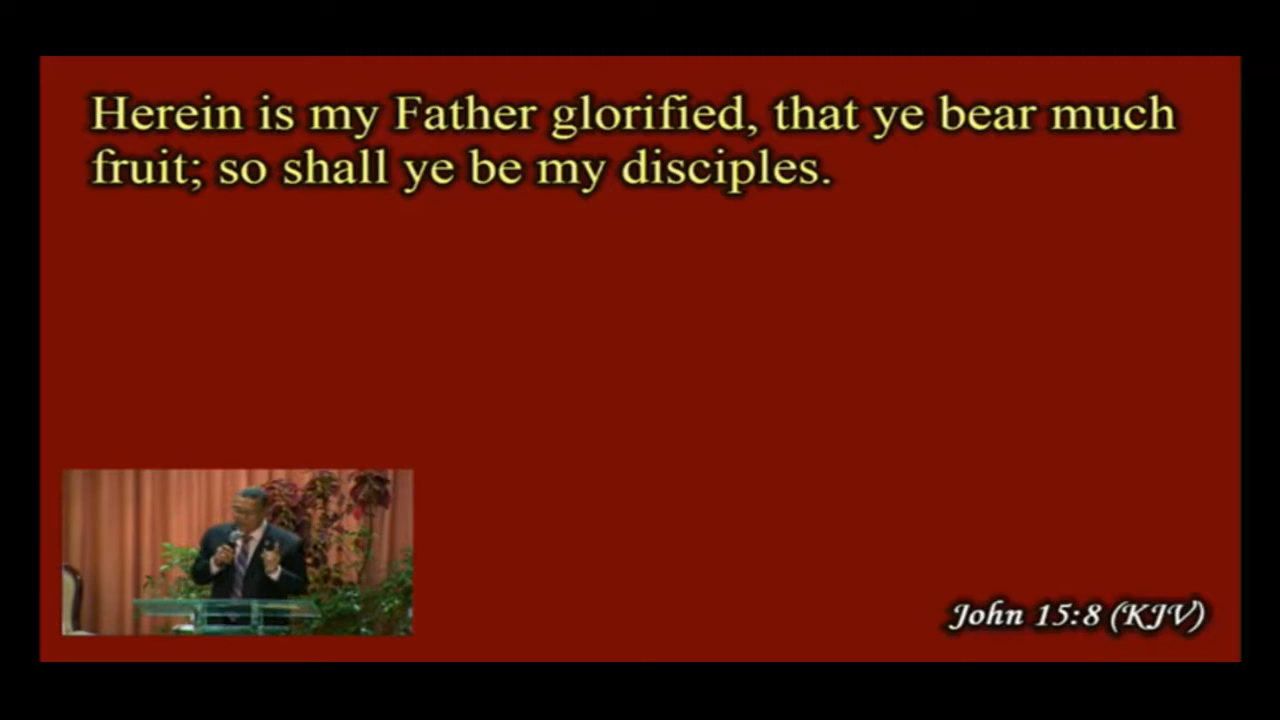 Herein is my Father glorified, that ye bear much
fruit; so shall ye be my disciples.
John 15:8 (KJV)